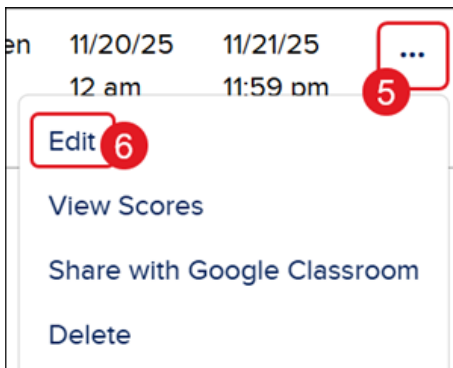 en 11/20/25 11/21/25 ...
12 am 11:59 pm 5
Edit 6
View Scores
Share with Google Classroom
Delete